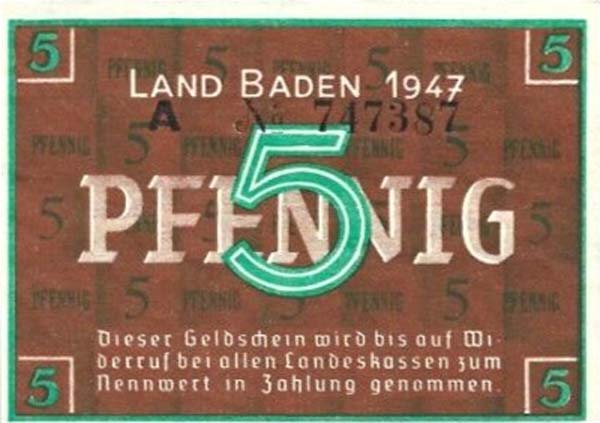 5 5
LAND BADEN 1947
A № 747387
5
PFENNIG
Dieser Geldschein wird bis auf Wi-
derruf bei allen Landeskassen zum
Nennwert in Zahlung genommen.
5 5